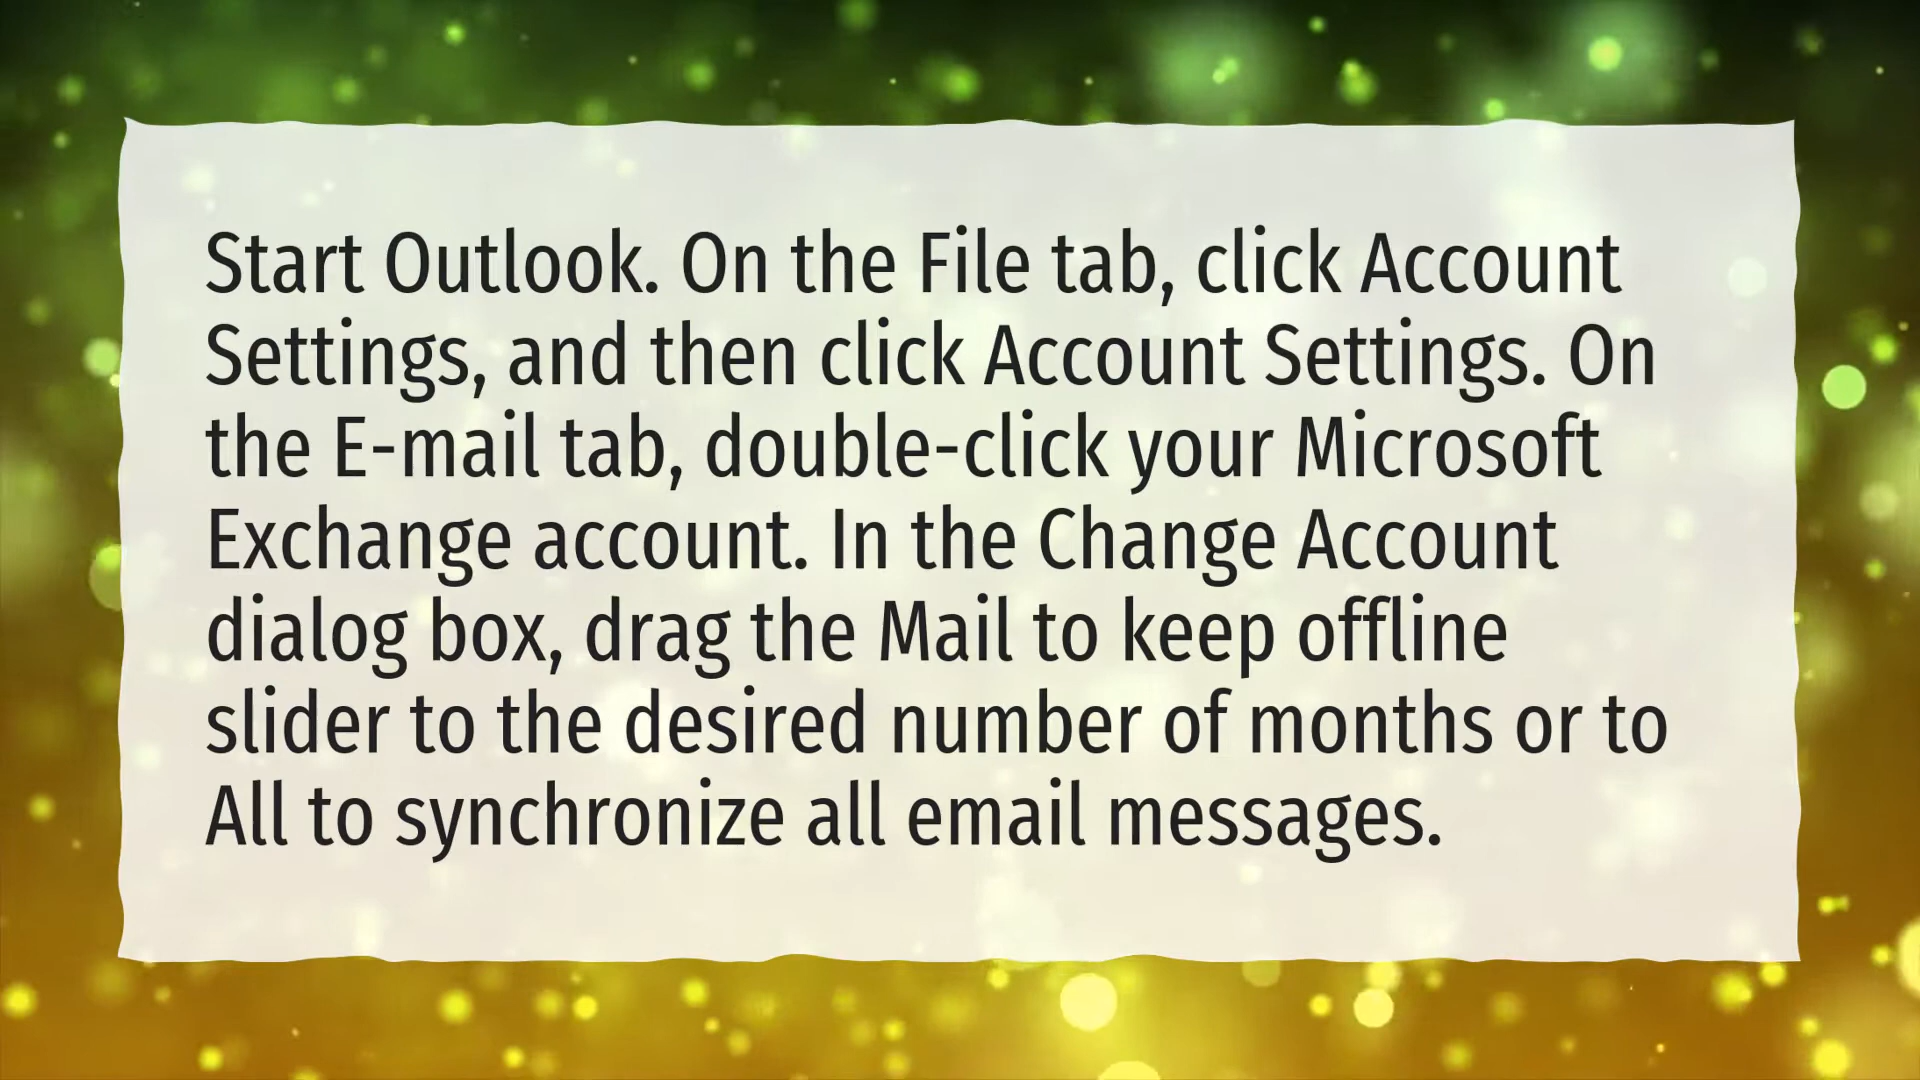 Start Outlook. On the File tab, click Account
Settings, and then click Account Settings. On
the E-mail tab, double-click your Microsoft
Exchange account. In the Change Account
dialog box, drag the Mail to keep offline
slider to the desired number of months or to
All to synchronize all email messages.